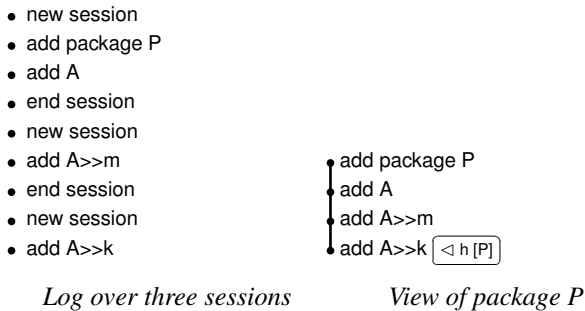 new session
add package P
add A
end session
new session
add A>>m
end session
new session
add A>>k
Log over three sessions
add package P
add A
add A>>m
add A>>k ◁ h [P]
View of package P